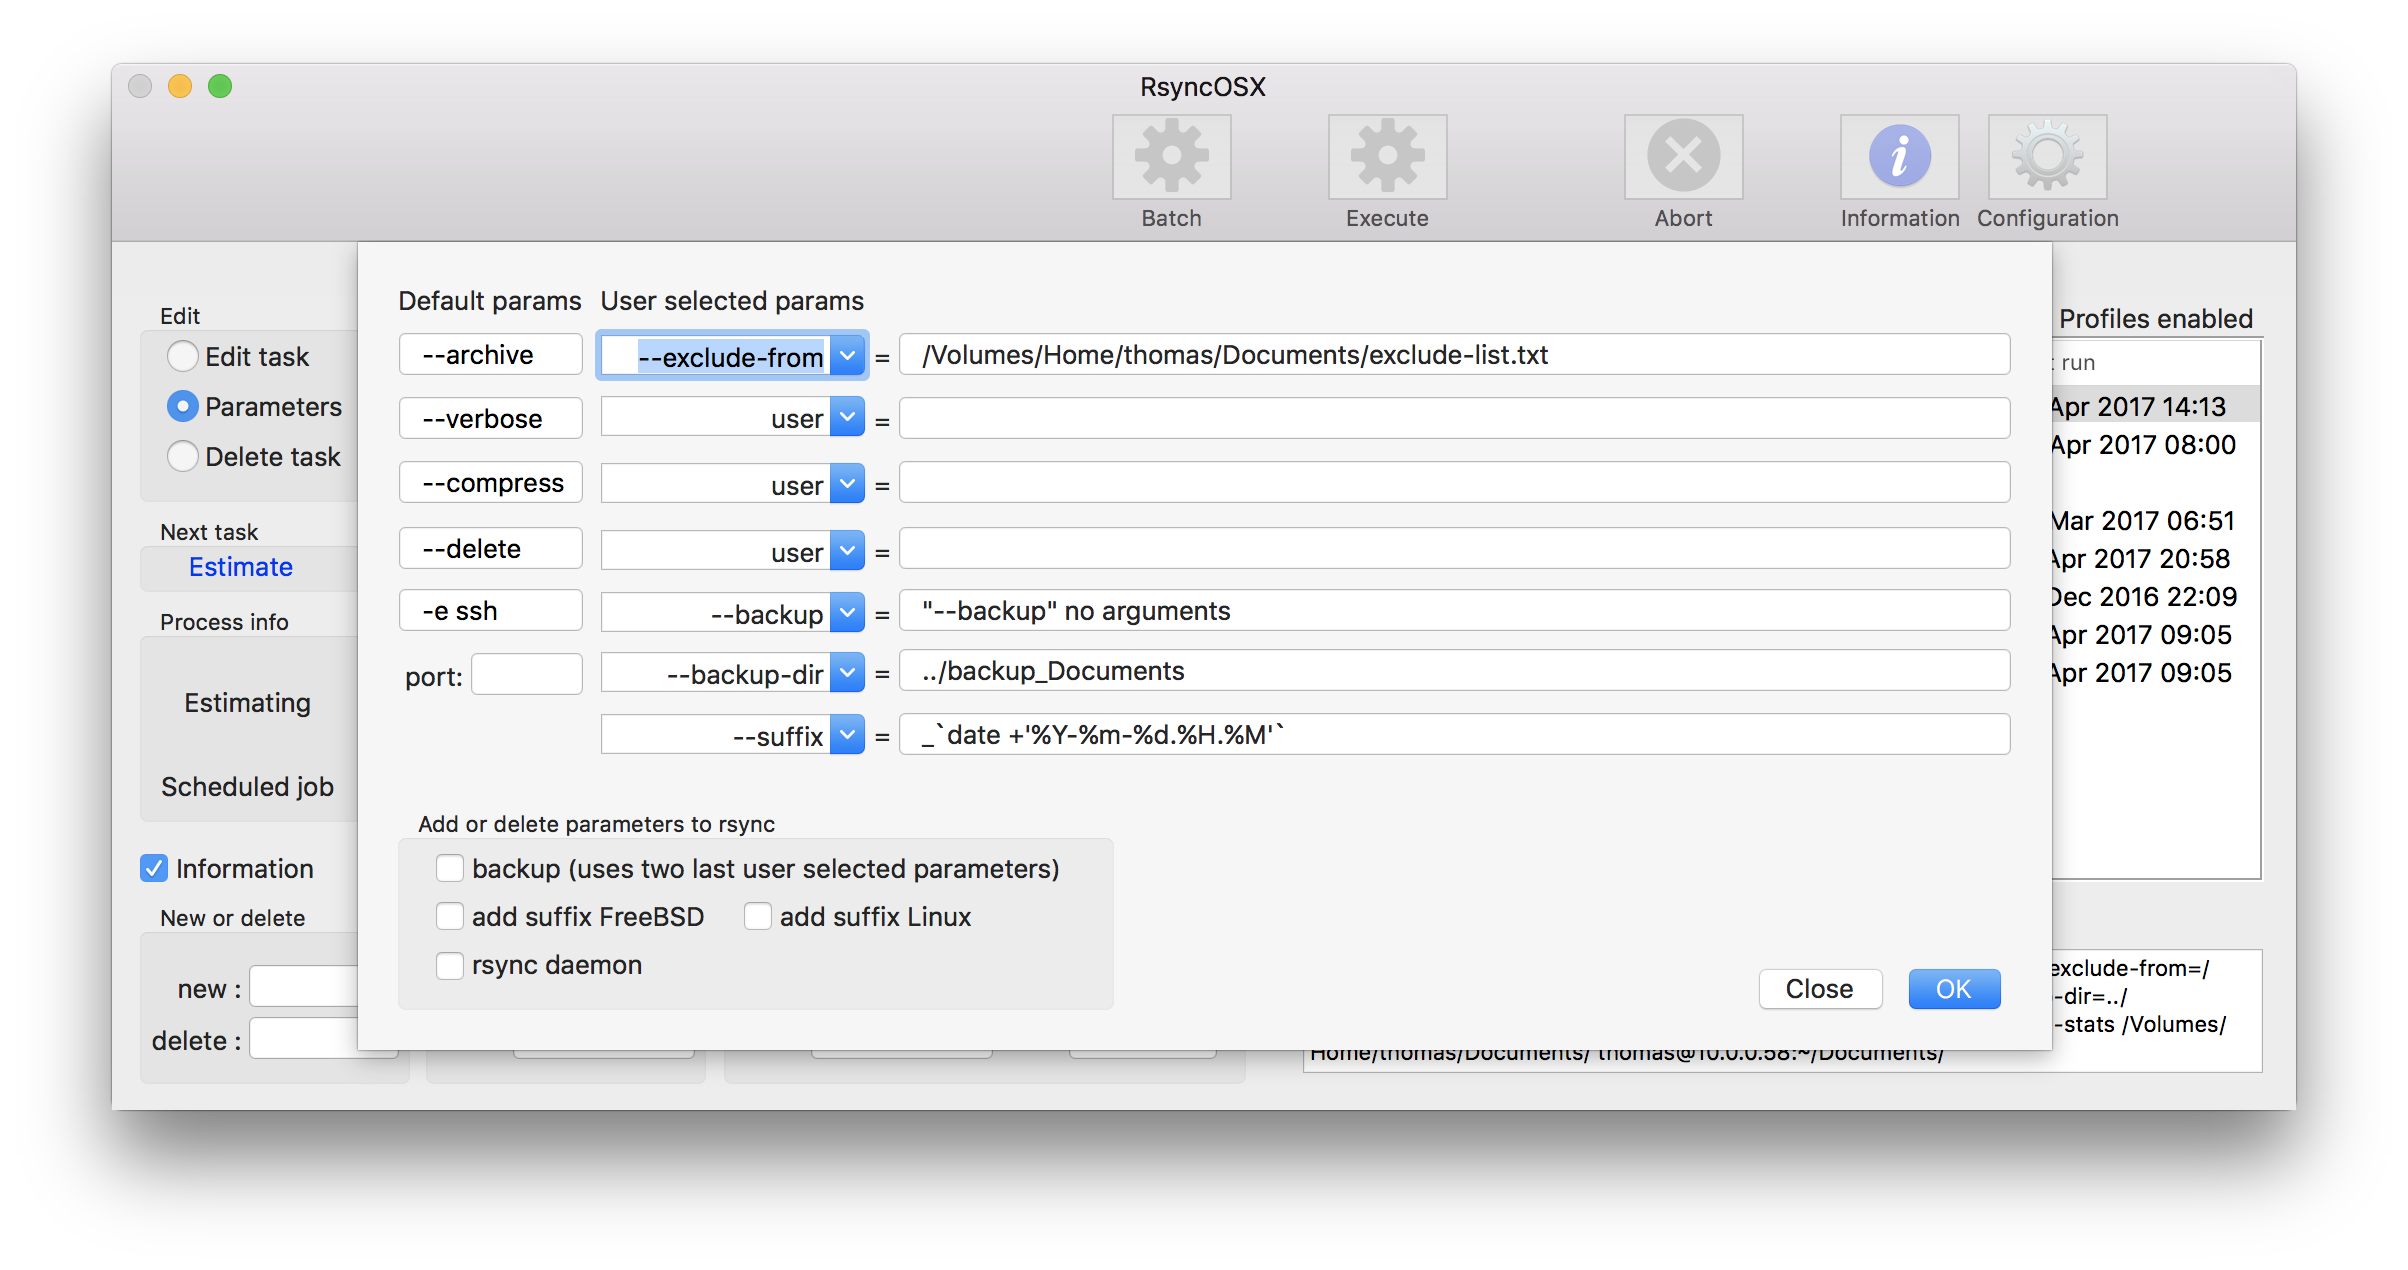 RsyncOSX
Batch
Execute
Abort
Information
Configuration
Edit
Edit task
Parameters
Delete task
Next task
Estimate
Process info
Estimating
Scheduled job
Information
New or delete
new :
delete :
Default params User selected params
--archive --exclude-from = /Volumes/Home/thomas/Documents/exclude-list.txt
--verbose user =
--compress user =
--delete user =
-e ssh --backup = "--backup" no arguments
port: --backup-dir = ../backup_Documents
--suffix = _`date +'%Y-%m-%d.%H.%M'`
Add or delete parameters to rsync
backup (uses two last user selected parameters)
add suffix FreeBSD add suffix Linux
rsync daemon
Close OK
Profiles enabled
run
Apr 2017 14:13
Apr 2017 08:00
Mar 2017 06:51
Apr 2017 20:58
Dec 2016 22:09
Apr 2017 09:05
Apr 2017 09:05
exclude-from=/
-dir=../
-stats /Volumes/
Home/thomas/Documents/ thomas@10.0.0.58:~/Documents/